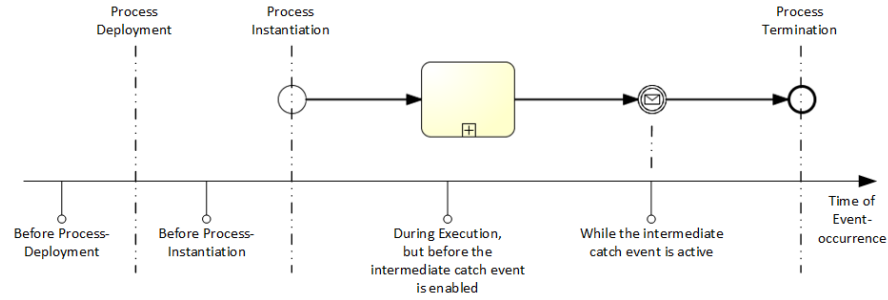 Process
Deployment
Process
Instantiation
Process
Termination
Before Process-
Deployment
Before Process-
Instantiation
During Execution,
but before the
intermediate catch event
is enabled
While the intermediate
catch event is active
Time of
Event-
occurrence